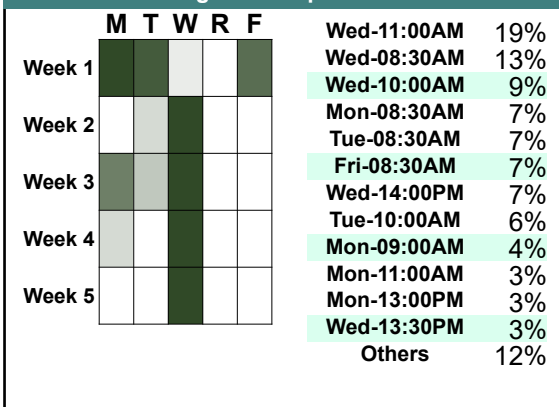 M T W R F
Week 1
Week 2
Week 3
Week 4
Week 5
Wed-11:00AM 19%
Wed-08:30AM 13%
Wed-10:00AM 9%
Mon-08:30AM 7%
Tue-08:30AM 7%
Fri-08:30AM 7%
Wed-14:00PM 7%
Tue-10:00AM 6%
Mon-09:00AM 4%
Mon-11:00AM 3%
Mon-13:00PM 3%
Wed-13:30PM 3%
Others 12%